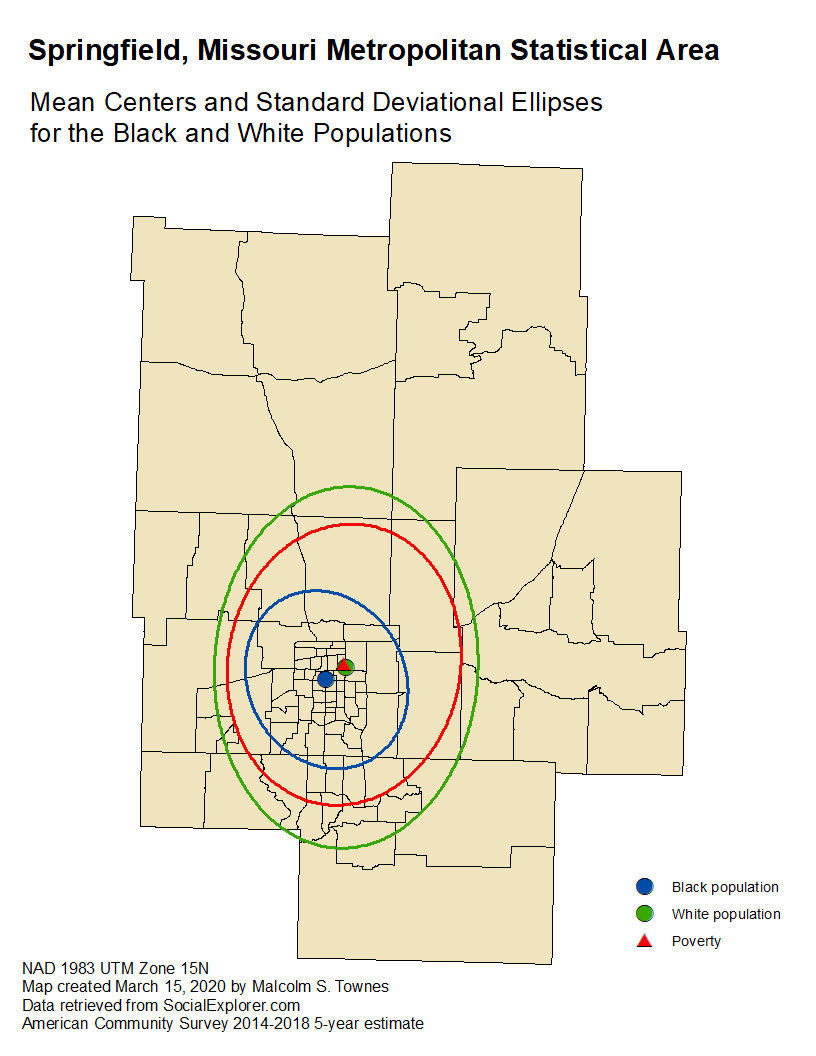 Springfield, Missouri Metropolitan Statistical Area
Mean Centers and Standard Deviational Ellipses
for the Black and White Populations
Black population
White population
Poverty
NAD 1983 UTM Zone 15N
Map created March 15, 2020 by Malcolm S. Townes
Data retrieved from SocialExplorer.com
American Community Survey 2014-2018 5-year estimate